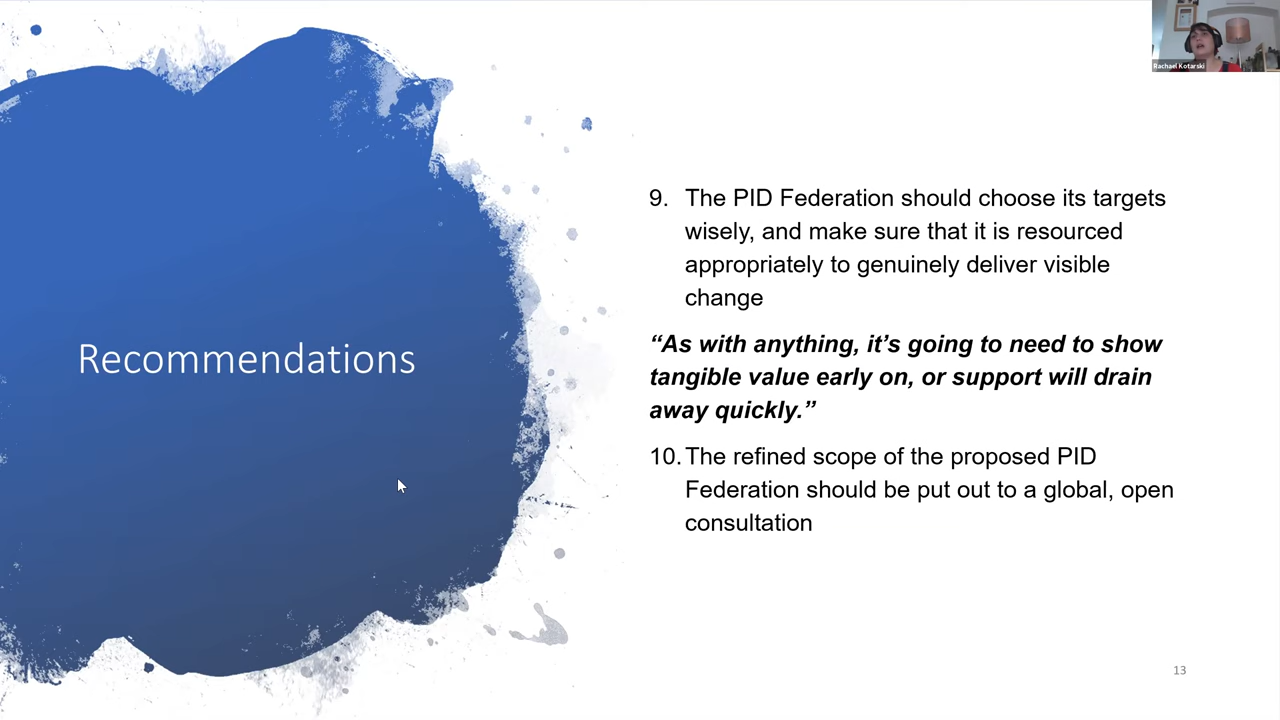 Rachael Kotarski
Recommendations
9. The PID Federation should choose its targets
wisely, and make sure that it is resourced
appropriately to genuinely deliver visible
change
“As with anything, it’s going to need to show
tangible value early on, or support will drain
away quickly.”
10. The refined scope of the proposed PID
Federation should be put out to a global, open
consultation
13